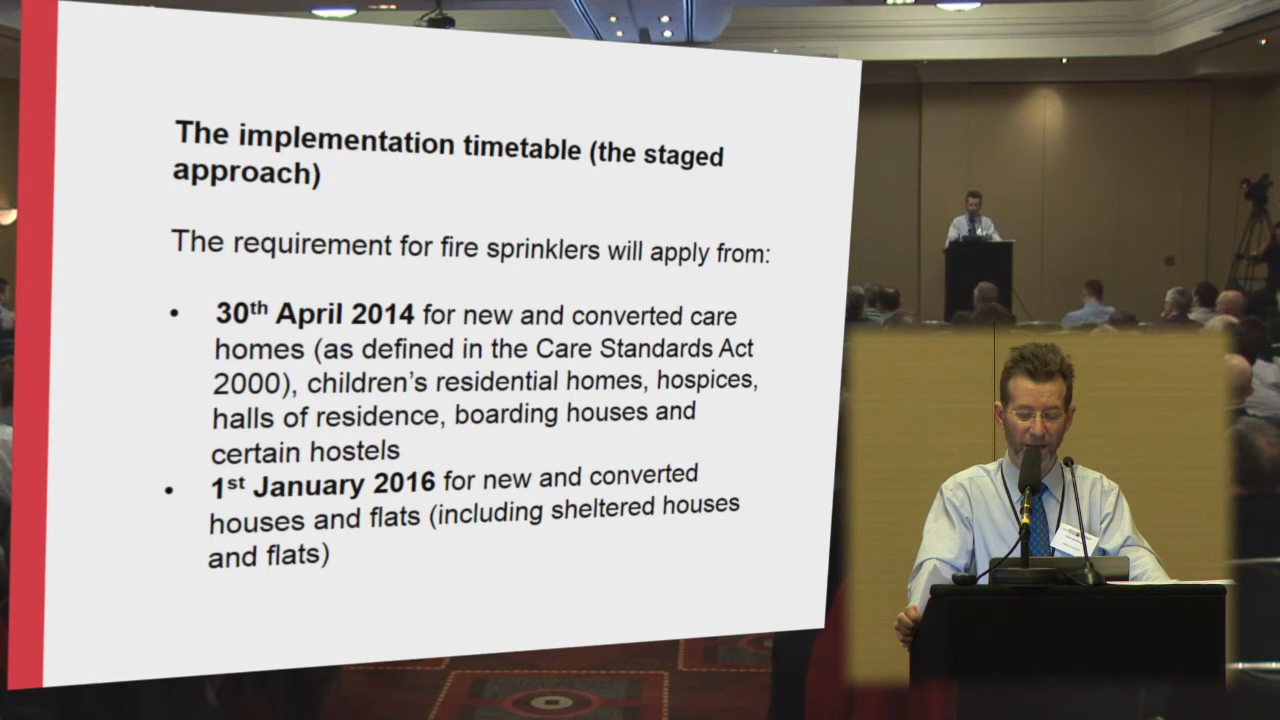 The implementation timetable (the staged
approach)
The requirement for fire sprinklers will apply from:
• 30th April 2014 for new and converted care
homes (as defined in the Care Standards Act
2000), children's residential homes, hospices,
halls of residence, boarding houses and
certain hostels
• 1st January 2016 for new and converted
houses and flats (including sheltered houses
and flats)